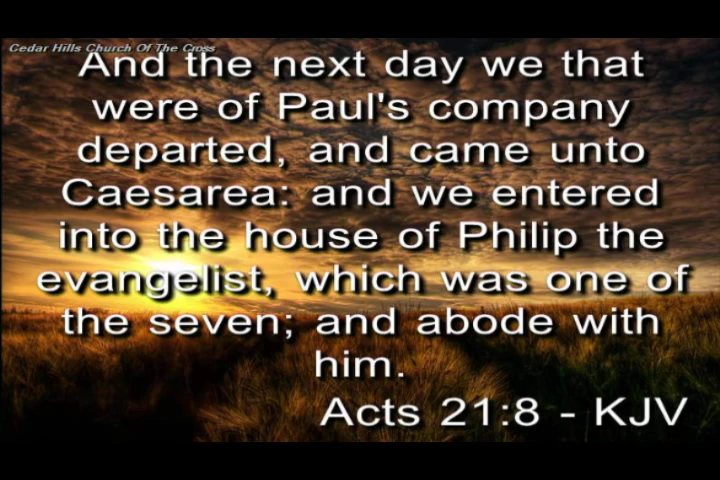 Cedar Hills Church Of The Cross
And the next day we that
were of Paul's company
departed, and came unto
Caesarea: and we entered
into the house of Philip the
evangelist, which was one of
the seven; and abode with
him.
Acts 21:8 - KJV